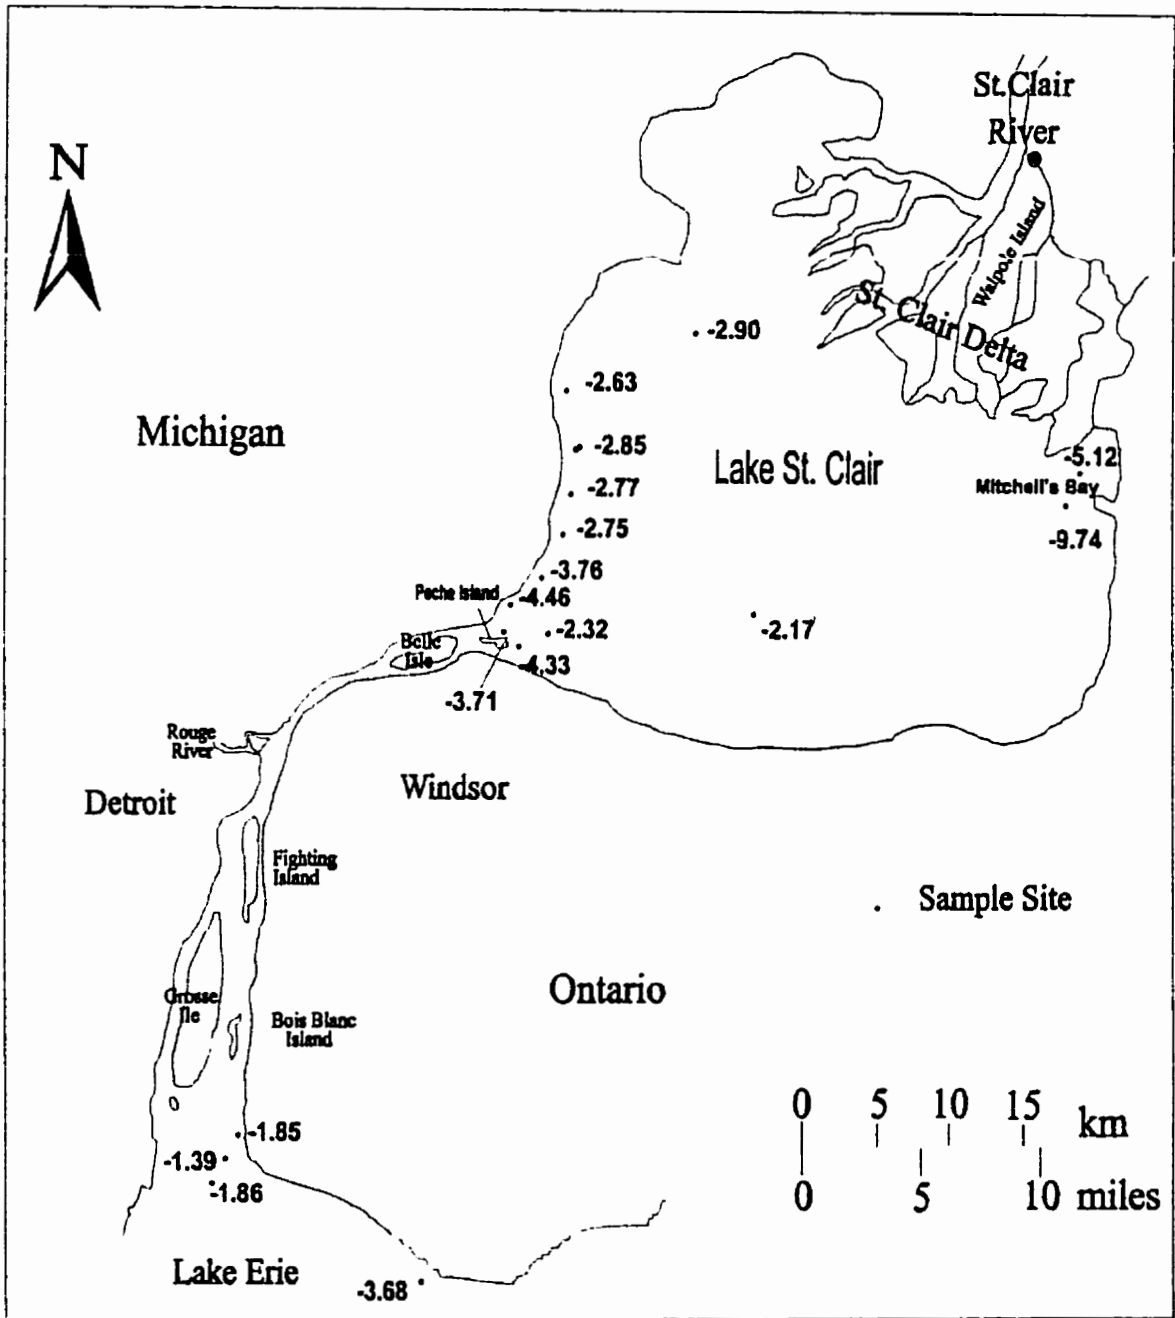 St.Clair
River
N
Walpole Island
St. Clair Delta
-2.90
-2.63
Michigan
-2.85
Lake St. Clair
-5.12
-2.77
Mitchell's Bay
-2.75
-9.74
-3.76
Peche Island
-4.46
-2.32
-2.17
Belle
Isle
-4.33
-3.71
Rouge
River
Windsor
Detroit
Fighting
Island
Sample Site
Ontario
Grosse
Ile
Bois Blanc
Island
0 5 10 15 km
-1.85
-1.39
-1.86
0 5 10 miles
Lake Erie
-3.68